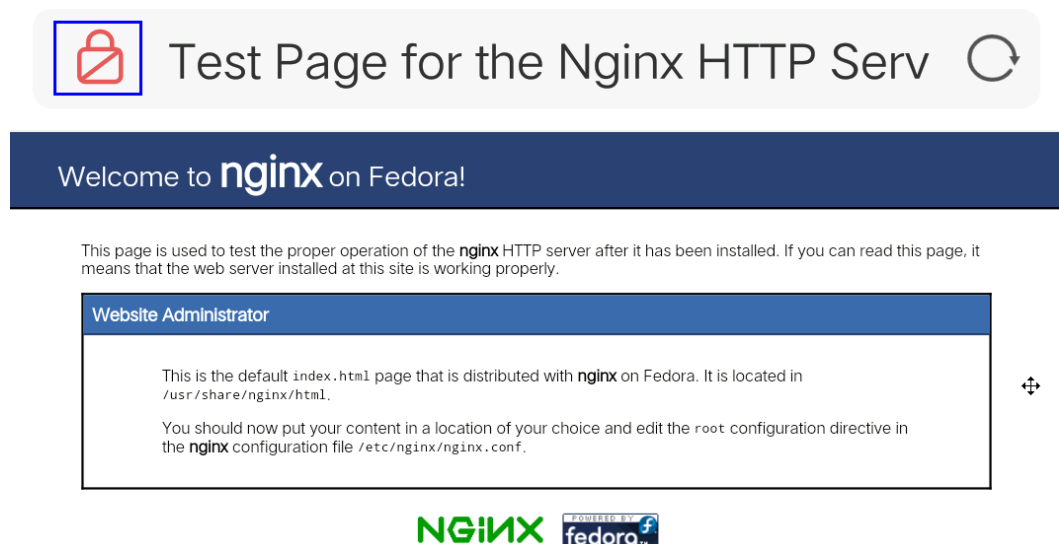 Test Page for the Nginx HTTP Serv
Welcome to nginx on Fedora!
This page is used to test the proper operation of the nginx HTTP server after it has been installed. If you can read this page, it
means that the web server installed at this site is working properly.
Website Administrator
This is the default index.html page that is distributed with nginx on Fedora. It is located in
/usr/share/nginx/html.
You should now put your content in a location of your choice and edit the root configuration directive in
the nginx configuration file /etc/nginx/nginx.conf.
NGINX
POWERED BY
fedora